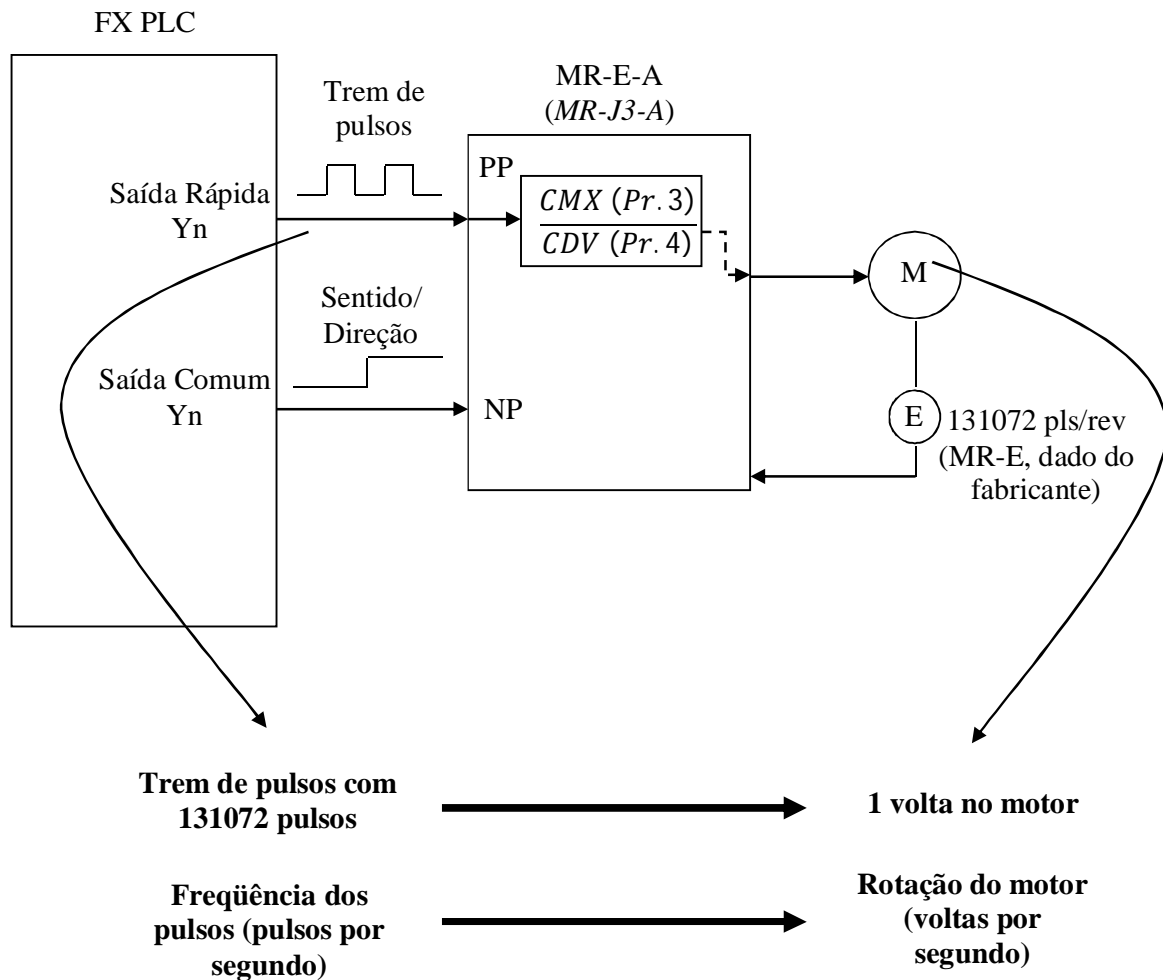 FX PLC
MR-E-A
(MR-J3-A)
Trem de
pulsos
PP
Saída Rápida
Yn
CMX (Pr. 3)
CDV (Pr. 4)
M
Sentido/
Direção
Saída Comum
Yn
NP
E
131072 pls/rev
(MR-E, dado do
fabricante)
Trem de pulsos com
131072 pulsos
1 volta no motor
Freqüência dos
pulsos (pulsos por
segundo)
Rotação do motor
(voltas por
segundo)